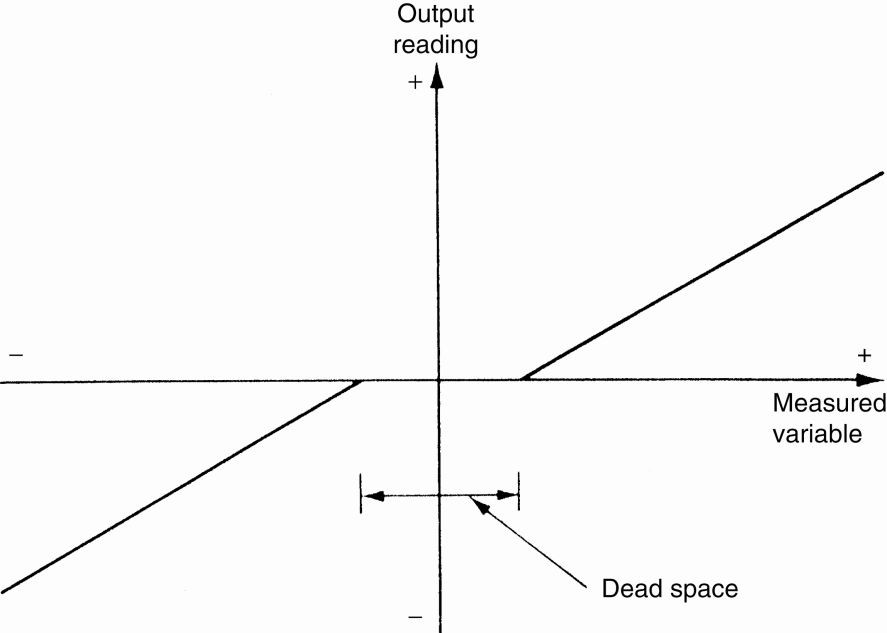 Output
reading
+
−
+
Measured
variable
Dead space
−